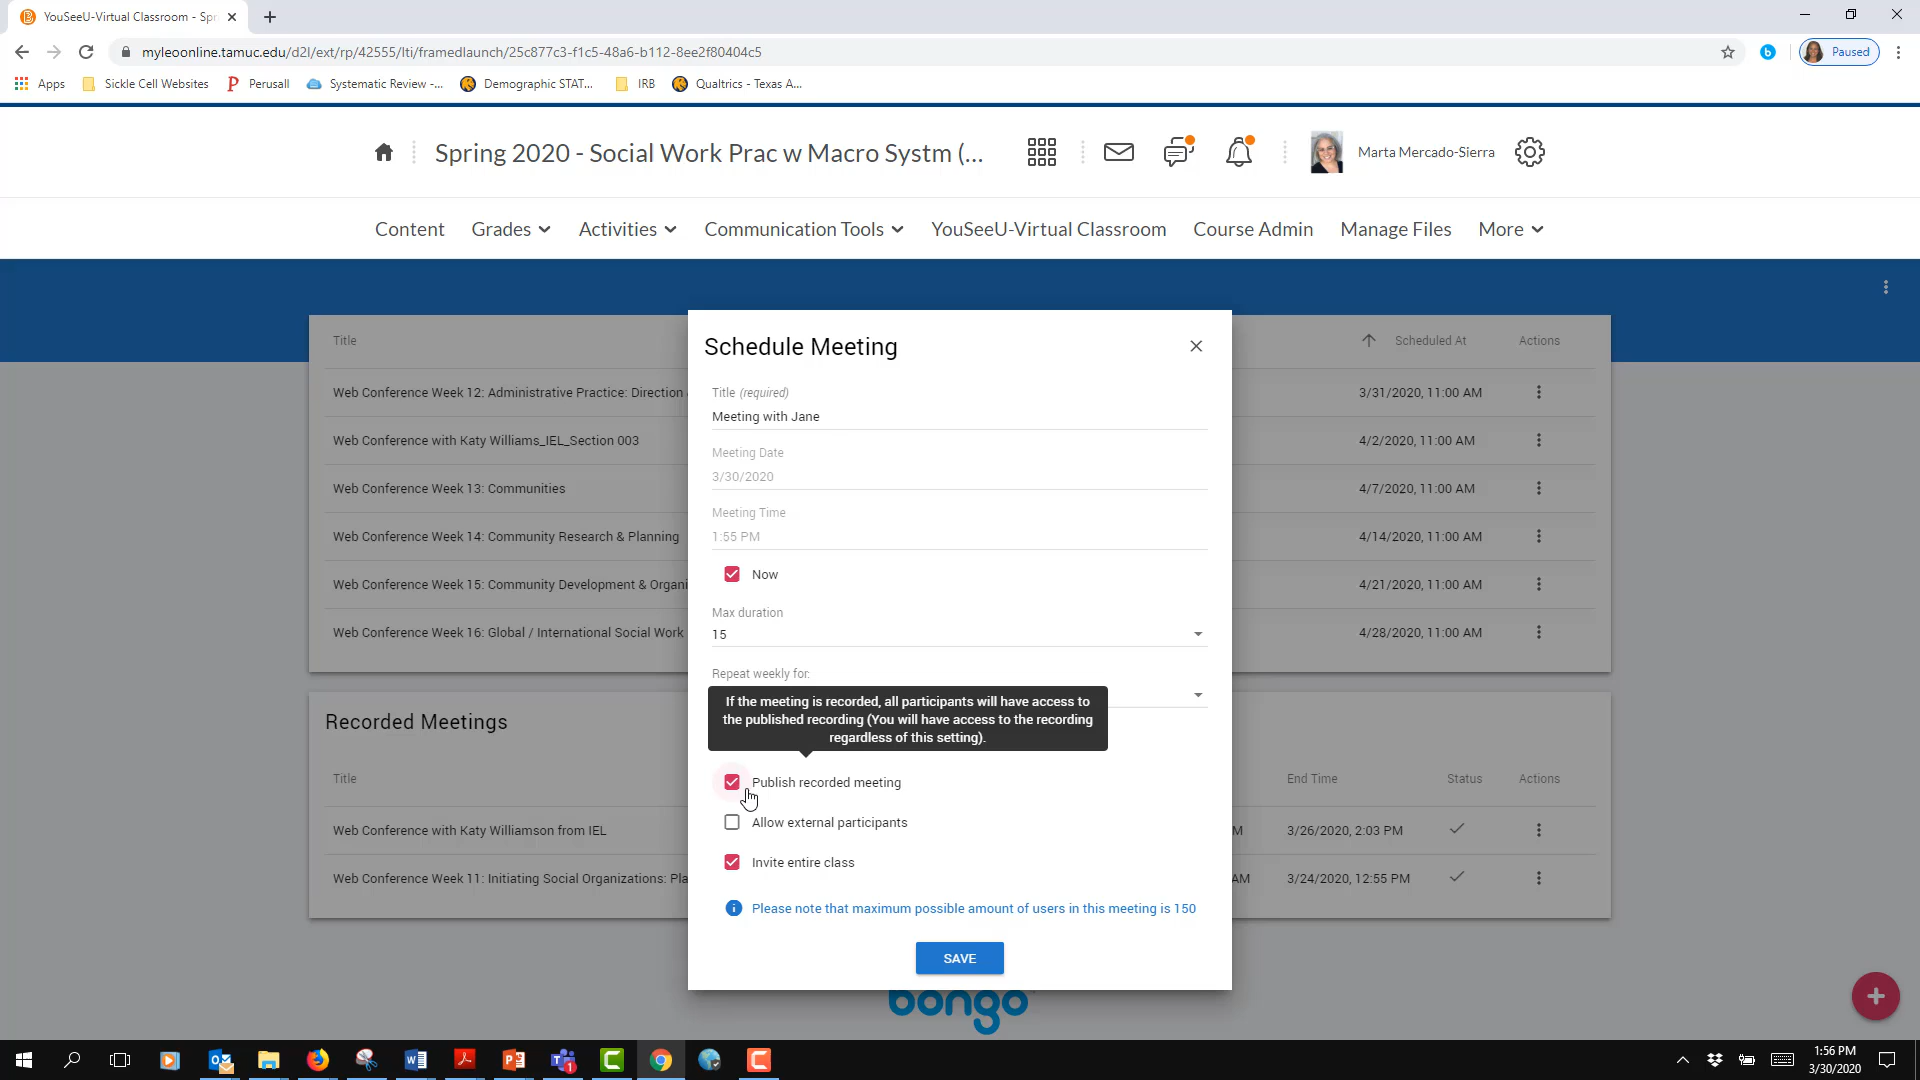 YouSeeU-Virtual Classroom - Spr
myleoonline.tamuc.edu/d2l/ext/rp/42555/lti/framedlaunch/25c877c3-f1c5-48a6-b112-8ee2f80404c5
Paused
Apps
Sickle Cell Websites
Perusall
Systematic Review -...
Demographic STAT...
IRB
Qualtrics - Texas A...
Spring 2020 - Social Work Prac w Macro Systm (...
Marta Mercado-Sierra
Content
Grades
Activities
Communication Tools
YouSeeU-Virtual Classroom
Course Admin
Manage Files
More
Title
Scheduled At
Actions
Web Conference Week 12: Administrative Practice: Direction
3/31/2020, 11:00 AM
Web Conference with Katy Williams_IEL_Section 003
4/2/2020, 11:00 AM
Web Conference Week 13: Communities
4/7/2020, 11:00 AM
Web Conference Week 14: Community Research & Planning
4/14/2020, 11:00 AM
Web Conference Week 15: Community Development & Organi
4/21/2020, 11:00 AM
Web Conference Week 16: Global / International Social Work
4/28/2020, 11:00 AM
Schedule Meeting
Title (required)
Meeting with Jane
Meeting Date
3/30/2020
Meeting Time
1:55 PM
Now
Max duration
15
Repeat weekly for:
If the meeting is recorded, all participants will have access to
the published recording (You will have access to the recording
regardless of this setting).
Publish recorded meeting
Allow external participants
Invite entire class
Please note that maximum possible amount of users in this meeting is 150
SAVE
Recorded Meetings
Title
End Time
Status
Actions
Web Conference with Katy Williamson from IEL
M
3/26/2020, 2:03 PM
Web Conference Week 11: Initiating Social Organizations: Pla
AM
3/24/2020, 12:55 PM
bongo
1:56 PM
3/30/2020